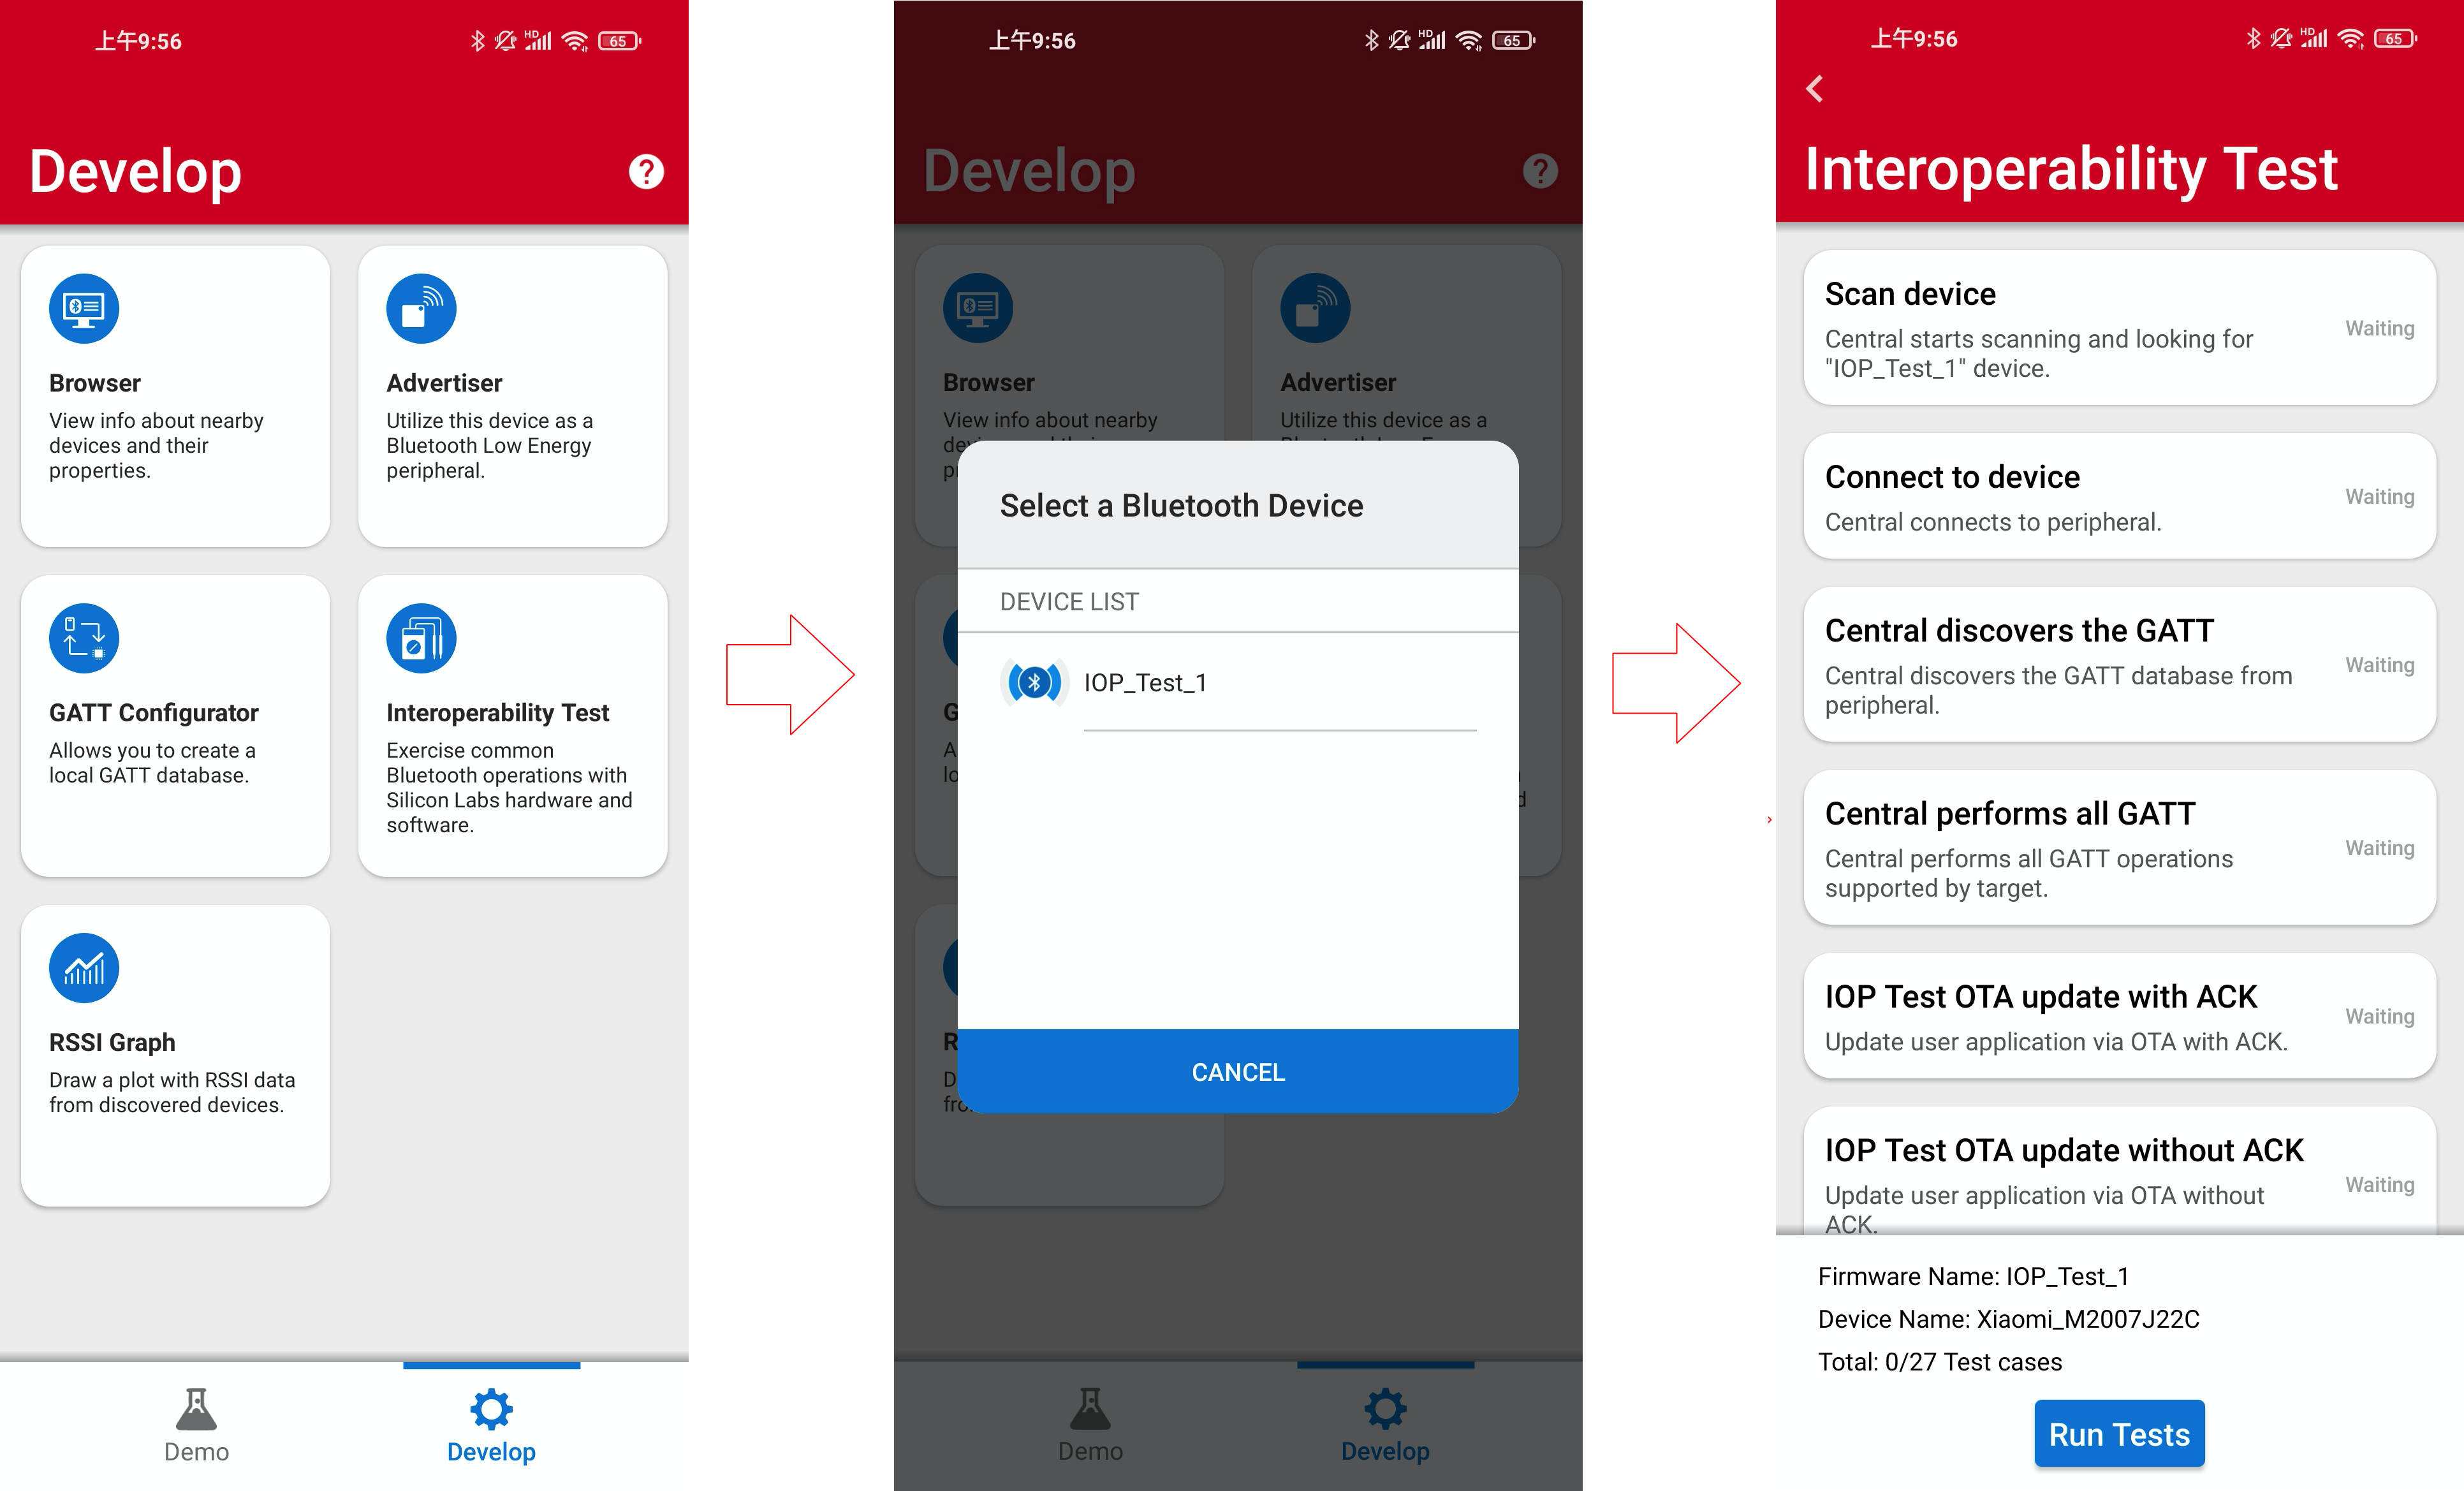 上午9:56
HD
65
Develop
?
Browser
View info about nearby
devices and their
properties.
Advertiser
Utilize this device as a
Bluetooth Low Energy
peripheral.
GATT Configurator
Allows you to create a
local GATT database.
Interoperability Test
Exercise common
Bluetooth operations with
Silicon Labs hardware and
software.
RSSI Graph
Draw a plot with RSSI data
from discovered devices.
Demo
Develop
上午9:56
HD
65
Develop
?
Browser
View info about nearby
Advertiser
Utilize this device as a
Select a Bluetooth Device
DEVICE LIST
IOP_Test_1
CANCEL
Demo
Develop
上午9:56
HD
65
Interoperability Test
Scan device
Central starts scanning and looking for
"IOP_Test_1" device.
Waiting
Connect to device
Central connects to peripheral.
Waiting
Central discovers the GATT
Central discovers the GATT database from
peripheral.
Waiting
Central performs all GATT
Central performs all GATT operations
supported by target.
Waiting
IOP Test OTA update with ACK
Update user application via OTA with ACK.
Waiting
IOP Test OTA update without ACK
Update user application via OTA without
ACK.
Waiting
Firmware Name: IOP_Test_1
Device Name: Xiaomi_M2007J22C
Total: 0/27 Test cases
Run Tests